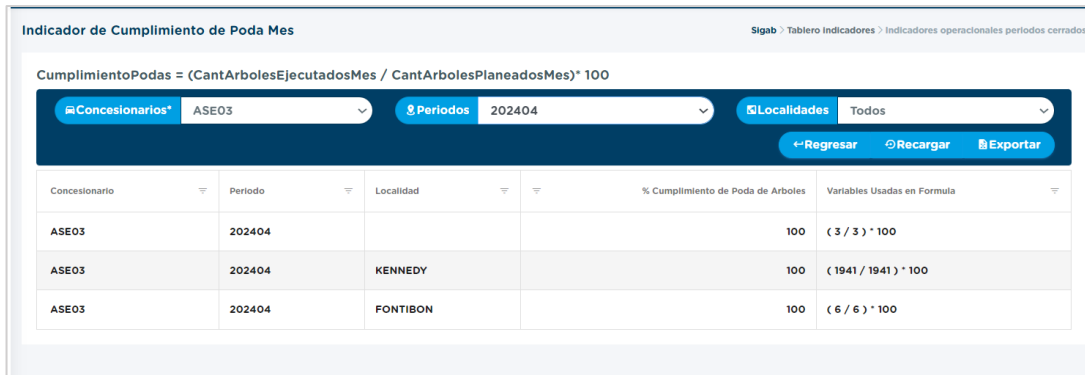 Indicador de Cumplimiento de Poda Mes
Sigab > Tablero indicadores > Indicadores operacionales periodos cerrados
CumplimientoPodas = (CantArbolesEjecutadosMes / CantArbolesPlaneadosMes)* 100
Concesionarios* ASE03 Periodos 202404 Localidades Todos
Regresar Recargar Exportar
Concesionario Periodo Localidad % Cumplimiento de Poda de Arboles Variables Usadas en Formula
ASE03 202404 100 ( 3 / 3 ) * 100
ASE03 202404 KENNEDY 100 ( 1941 / 1941 ) * 100
ASE03 202404 FONTIBON 100 ( 6 / 6 ) * 100